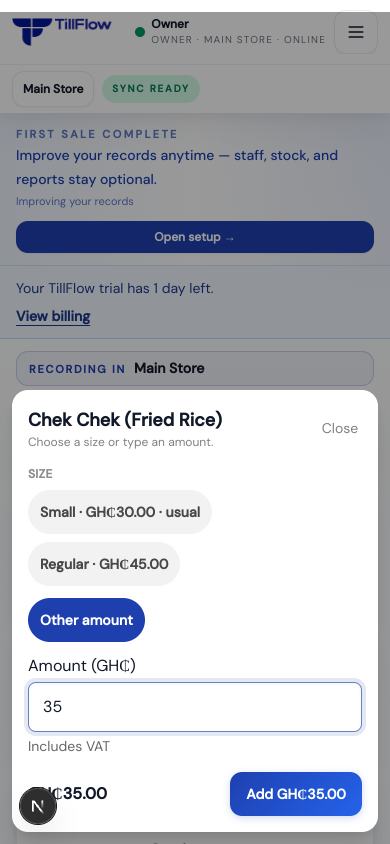 TillFlow
Owner
OWNER · MAIN STORE · ONLINE
Main Store
SYNC READY
FIRST SALE COMPLETE
Improve your records anytime — staff, stock, and
reports stay optional.
Improving your records
Open setup →
Your TillFlow trial has 1 day left.
View billing
RECORDING IN Main Store
Chek Chek (Fried Rice)
Close
Choose a size or type an amount.
SIZE
Small · GH₵30.00 · usual
Regular · GH₵45.00
Other amount
Amount (GH₵)
35
Includes VAT
₵35.00
Add GH₵35.00
N